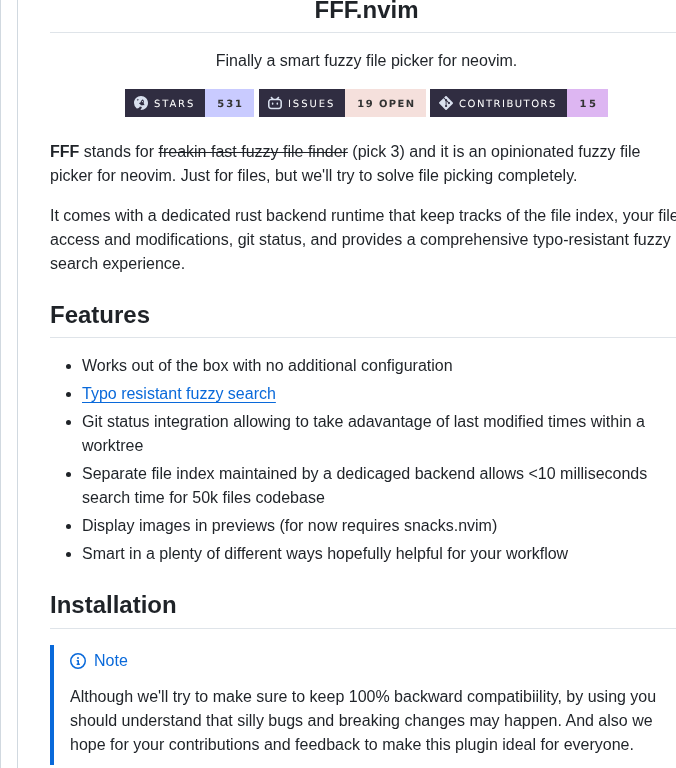 FFF.nvim
Finally a smart fuzzy file picker for neovim.
STARS 531 ISSUES 19 OPEN CONTRIBUTORS 15
FFF stands for freakin fast fuzzy file finder (pick 3) and it is an opinionated fuzzy file
picker for neovim. Just for files, but we'll try to solve file picking completely.
It comes with a dedicated rust backend runtime that keep tracks of the file index, your file
access and modifications, git status, and provides a comprehensive typo-resistant fuzzy
search experience.
Features
Works out of the box with no additional configuration
Typo resistant fuzzy search
Git status integration allowing to take adavantage of last modified times within a
worktree
Separate file index maintained by a dedicaged backend allows <10 milliseconds
search time for 50k files codebase
Display images in previews (for now requires snacks.nvim)
Smart in a plenty of different ways hopefully helpful for your workflow
Installation
Note
Although we'll try to make sure to keep 100% backward compatibiility, by using you
should understand that silly bugs and breaking changes may happen. And also we
hope for your contributions and feedback to make this plugin ideal for everyone.